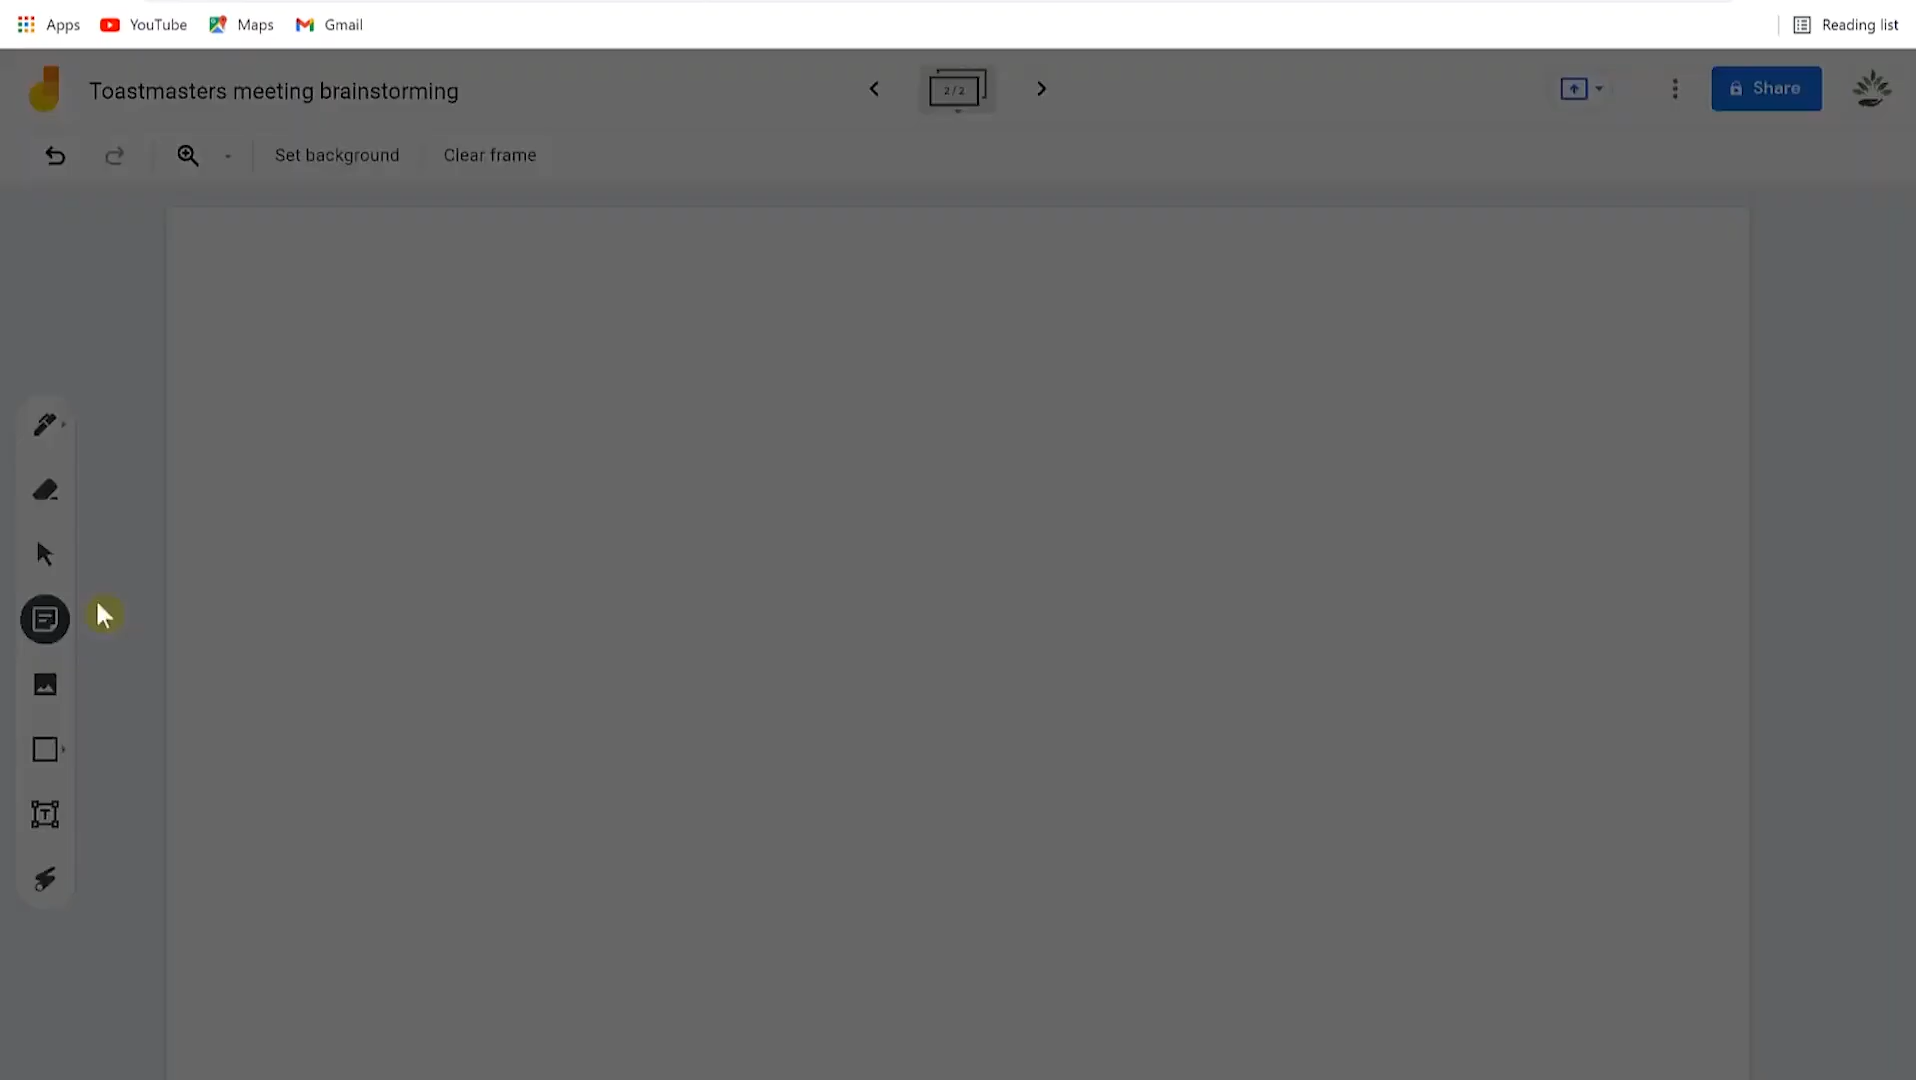 Apps YouTube Maps Gmail Reading list
Toastmasters meeting brainstorming 2 / 2 Share
Set background Clear frame